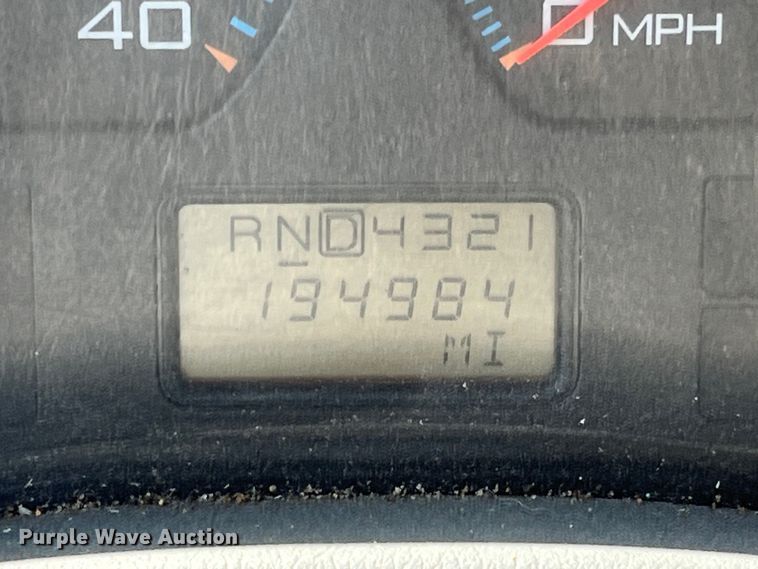 40
0 MPH
RND4321
194984
MI
Purple Wave Auction